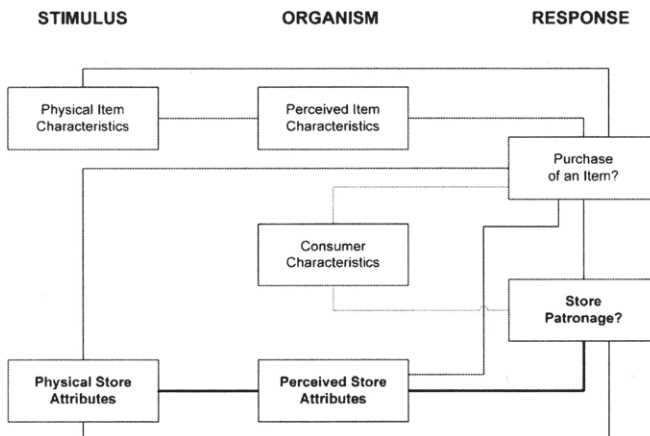 STIMULUS ORGANISM RESPONSE
Physical Item
Characteristics
Perceived Item
Characteristics
Purchase
of an Item?
Consumer
Characteristics
Store
Patronage?
Physical Store
Attributes
Perceived Store
Attributes